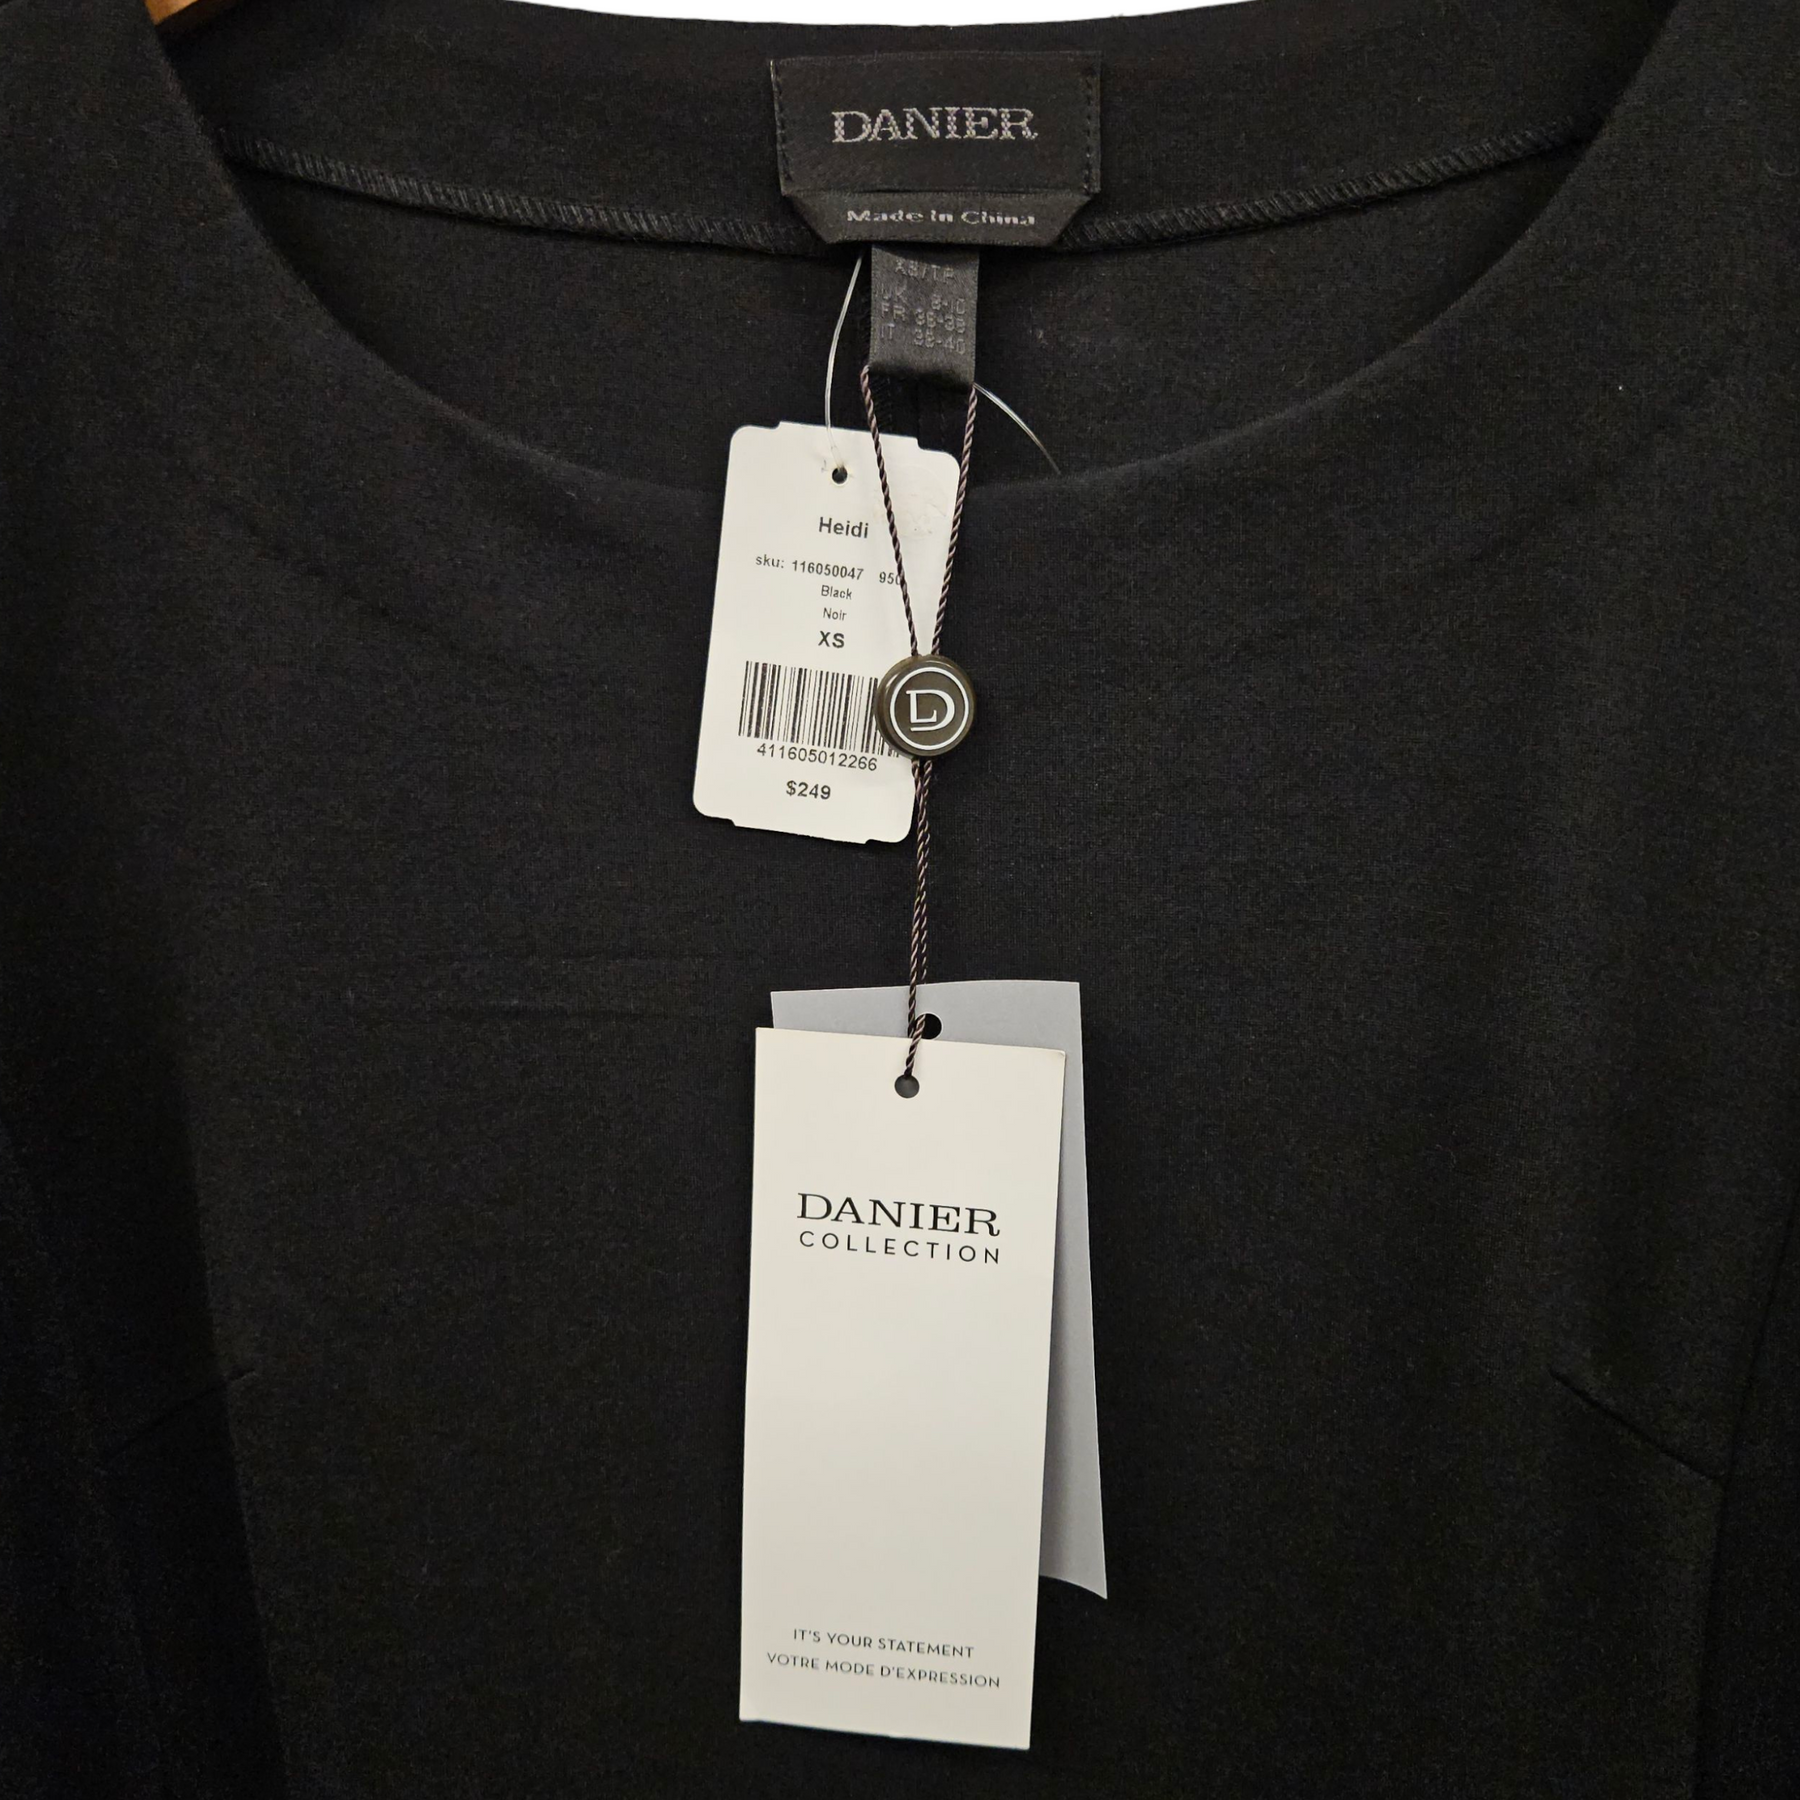 DANIER
Made in China
XS/TP
UK 8-10
FR 36-38
IT 38-40
Heidi
sku: 116050047
Black
Noir
XS
411605012266
$249
D
DANIER
COLLECTION
IT'S YOUR STATEMENT
VOTRE MODE D'EXPRESSION